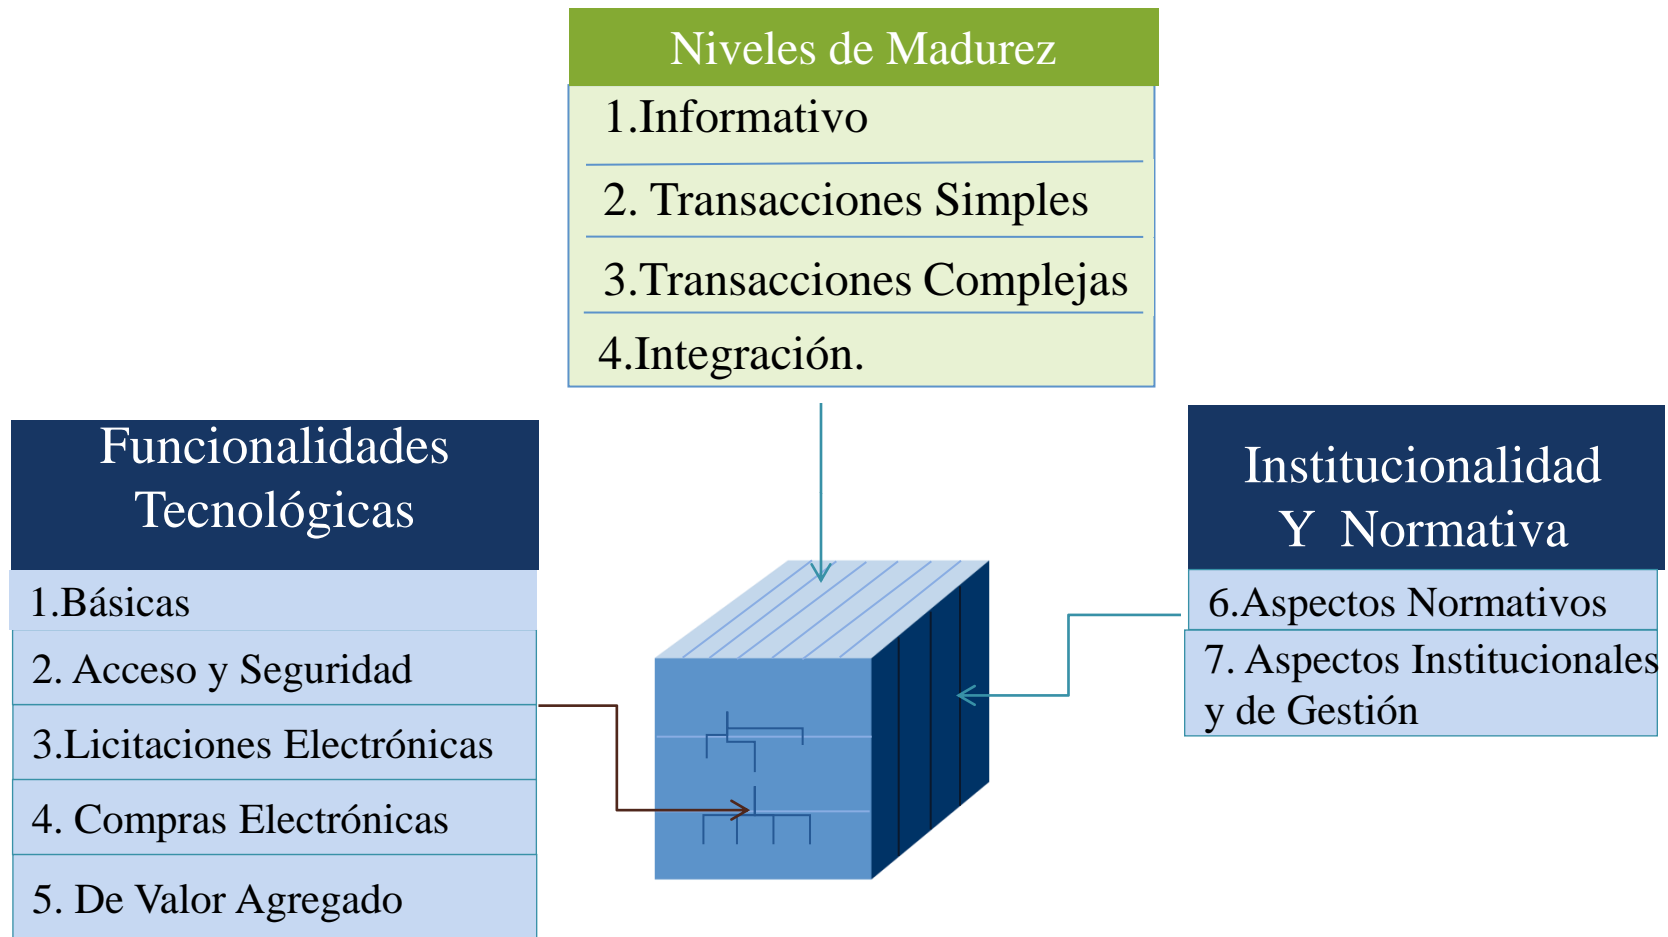 Niveles de Madurez
1.Informativo
2. Transacciones Simples
3.Transacciones Complejas
4.Integración.
Funcionalidades
Tecnológicas
1.Básicas
2. Acceso y Seguridad
3.Licitaciones Electrónicas
4. Compras Electrónicas
5. De Valor Agregado
Institucionalidad
Y Normativa
6.Aspectos Normativos
7. Aspectos Institucionales
y de Gestión